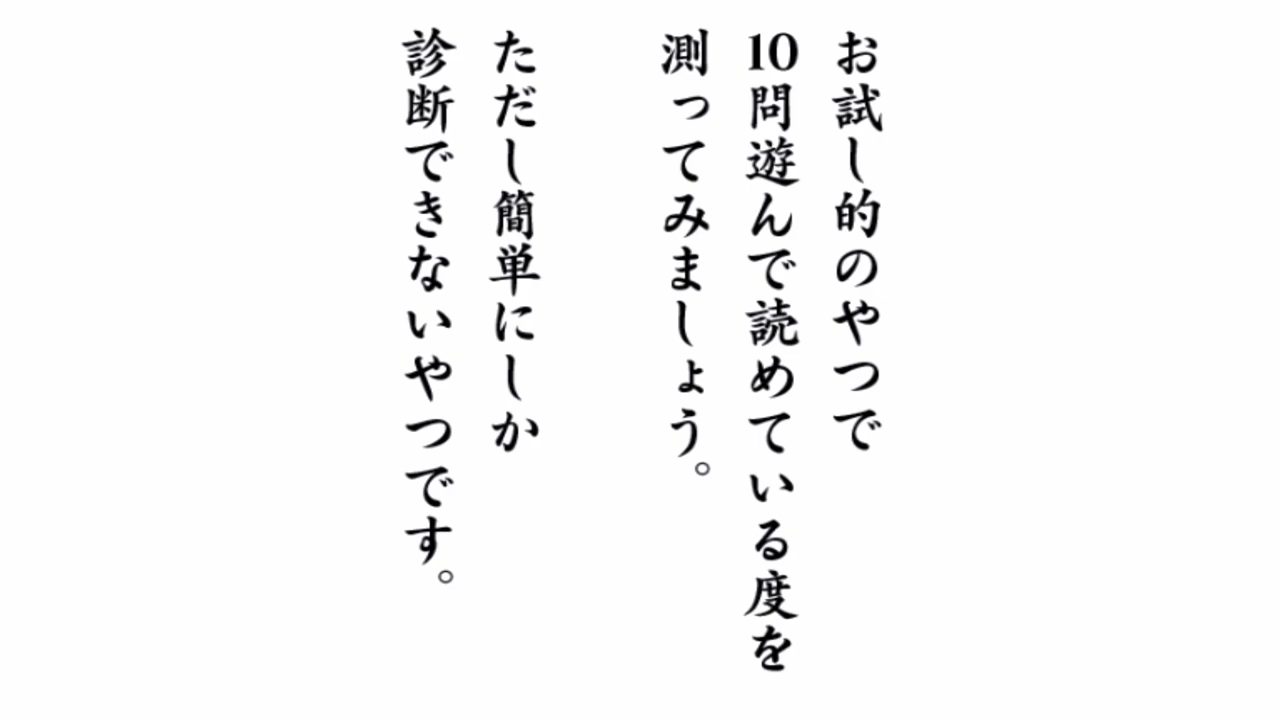 お試し的のやつで
10問遊んで読めている度を
測ってみましょう。
ただし簡単にしか
診断できないやつです。